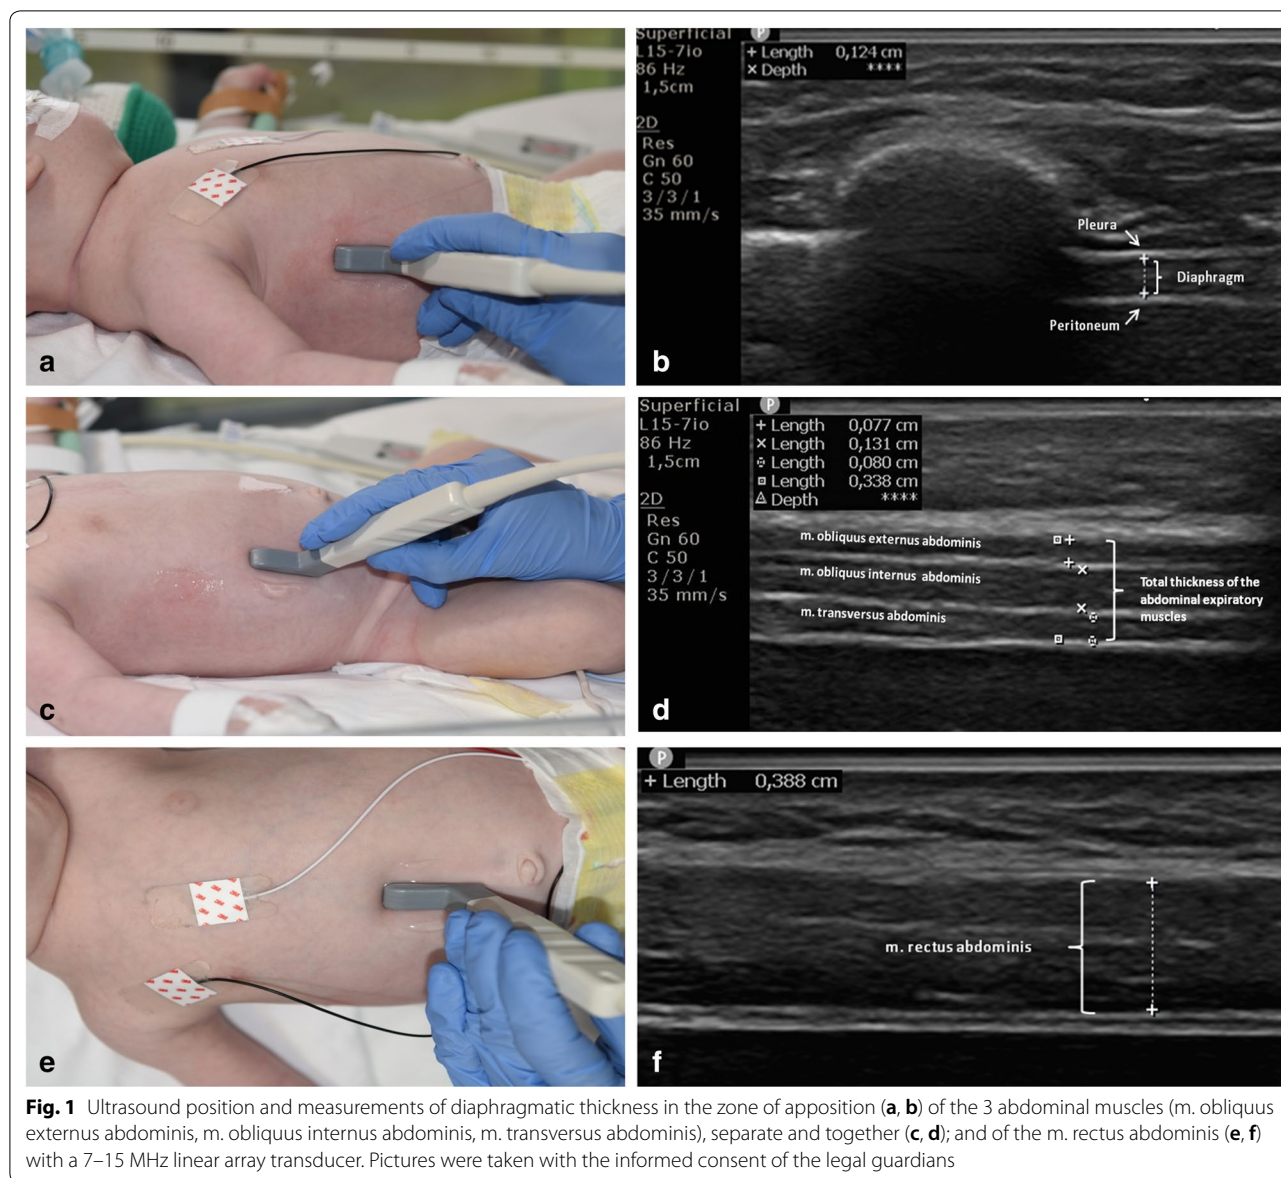 a
Superficial
L15-7io
86 Hz
1,5cm
2D
Res
Gn 60
C 50
3/3/1
35 mm/s
P
+ Length 0,124 cm
× Depth ****
Pleura
Diaphragm
Peritoneum
b
c
Superficial
L15-7io
86 Hz
1,5cm
2D
Res
Gn 60
C 50
3/3/1
35 mm/s
P
+ Length 0,077 cm
× Length 0,131 cm
Length 0,080 cm
Length 0,338 cm
Depth ****
m. obliquus externus abdominis
m. obliquus internus abdominis
m. transversus abdominis
Total thickness of the
abdominal expiratory
muscles
d
e
P
+ Length 0,388 cm
m. rectus abdominis
f
Fig. 1 Ultrasound position and measurements of diaphragmatic thickness in the zone of apposition (a, b) of the 3 abdominal muscles (m. obliquus
externus abdominis, m. obliquus internus abdominis, m. transversus abdominis), separate and together (c, d); and of the m. rectus abdominis (e, f)
with a 7–15 MHz linear array transducer. Pictures were taken with the informed consent of the legal guardians